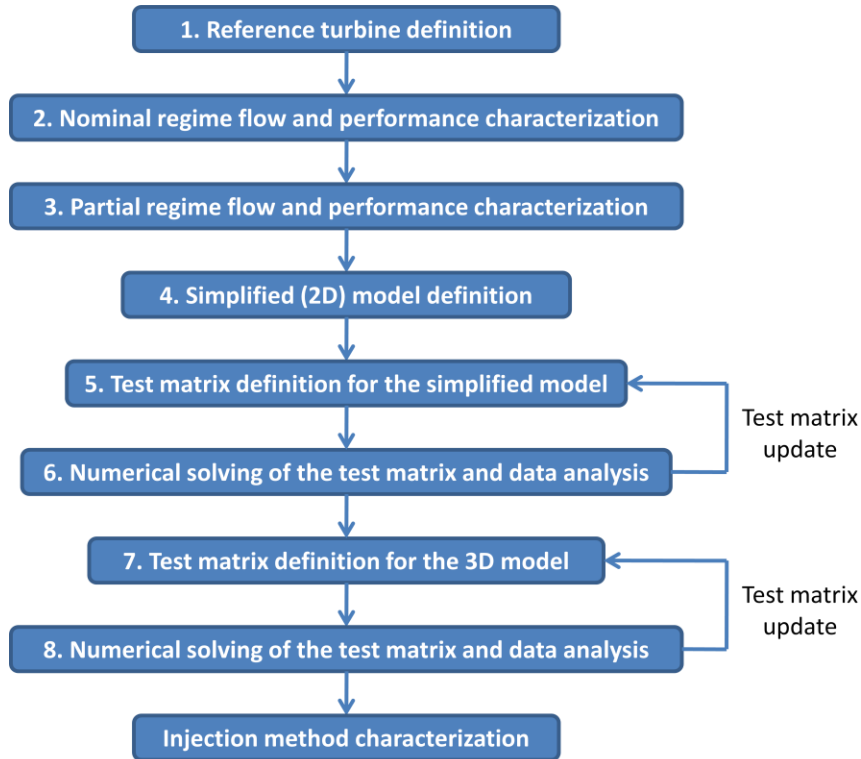 1. Reference turbine definition
2. Nominal regime flow and performance characterization
3. Partial regime flow and performance characterization
4. Simplified (2D) model definition
5. Test matrix definition for the simplified model
Test matrix
update
6. Numerical solving of the test matrix and data analysis
7. Test matrix definition for the 3D model
Test matrix
update
8. Numerical solving of the test matrix and data analysis
Injection method characterization